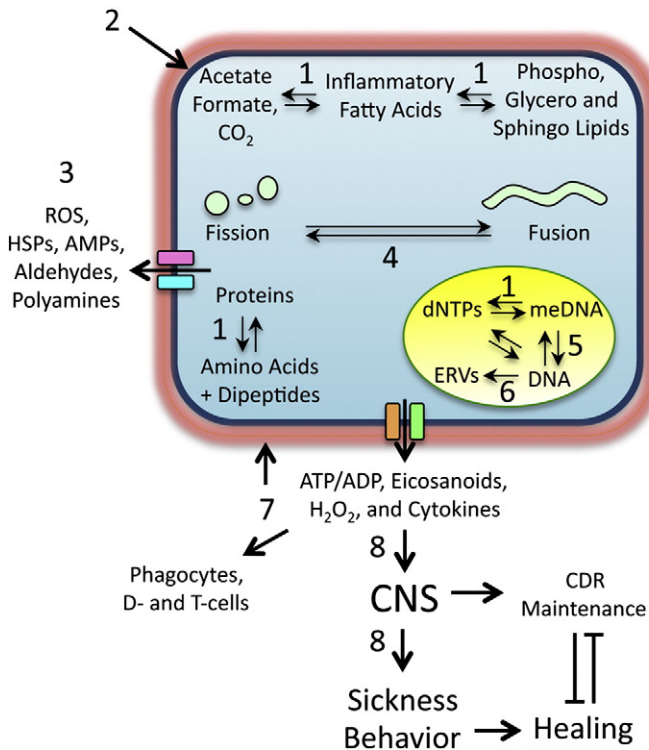 2
Acetate
Formate,
CO2
1
Inflammatory
Fatty Acids
1
Phospho,
Glycero and
Sphingo Lipids
3
ROS,
HSPs, AMPs,
Aldehydes,
Polyamines
Fission
4
Fusion
Proteins
1
Amino Acids
+ Dipeptides
dNTPs
1
meDNA
5
ERVs
6
DNA
7
ATP/ADP, Eicosanoids,
H2O2, and Cytokines
Phagocytes,
D- and T-cells
8
CNS
CDR
Maintenance
8
Sickness
Behavior
Healing